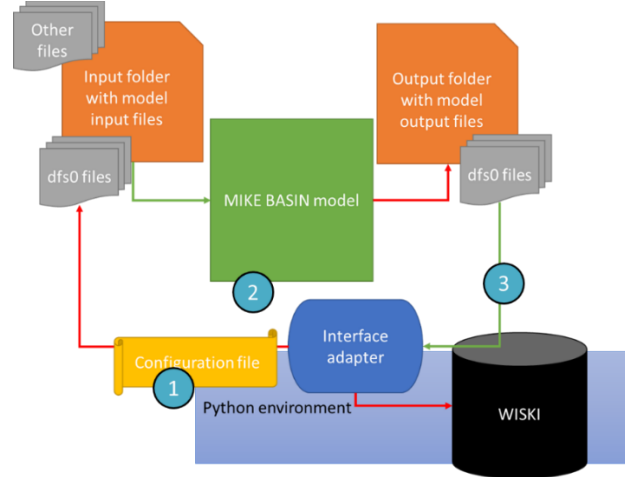 Other
files
Input folder
with model
input files
Output folder
with model
output files
dfs0 files
MIKE BASIN model
dfs0 files
2
3
Interface
adapter
Configuration file
1
Python environment
WISKI